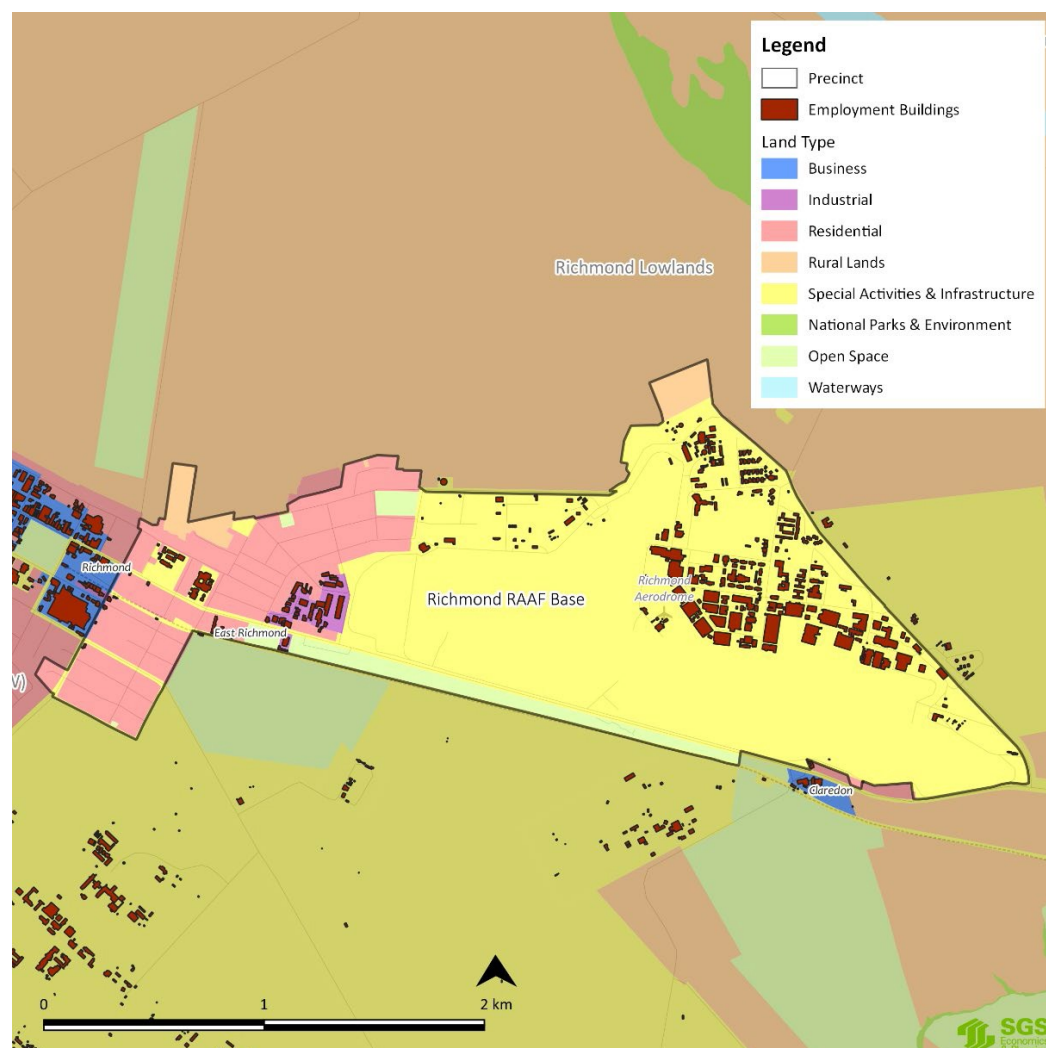 Legend
Precinct
Employment Buildings
Land Type
Business
Industrial
Residential
Rural Lands
Special Activities & Infrastructure
National Parks & Environment
Open Space
Waterways
Richmond Lowlands
Richmond
Richmond
Aerodrome
Richmond RAAF Base
East Richmond
V)
Claredon
0
1
2 km
SGS
Economics